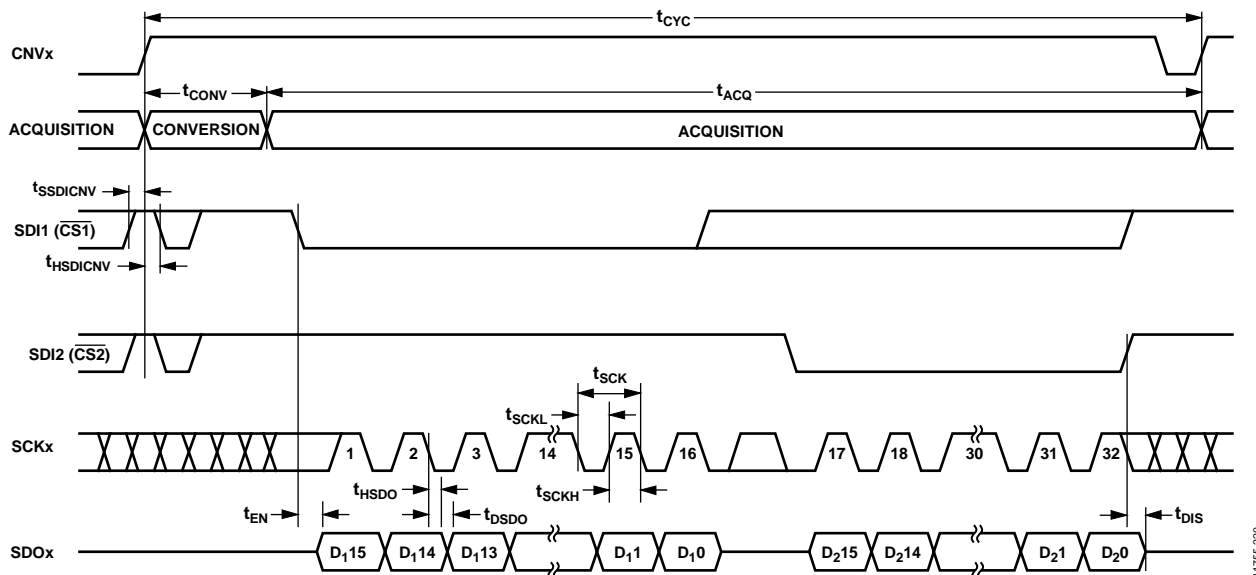 tCYC
CNVx
tCONV
tACQ
ACQUISITION
CONVERSION
ACQUISITION
tSSDICNV
SDI1 (CS1)
tHSDICNV
SDI2 (CS2)
tSCK
tSCKL
SCKx
1 2 3 14 15 16 17 18 30 31 32
tHSDO
tSCKH
tEN
tDSDO
tDIS
SDOx
D115 D114 D113 D11 D10 D215 D214 D21 D20